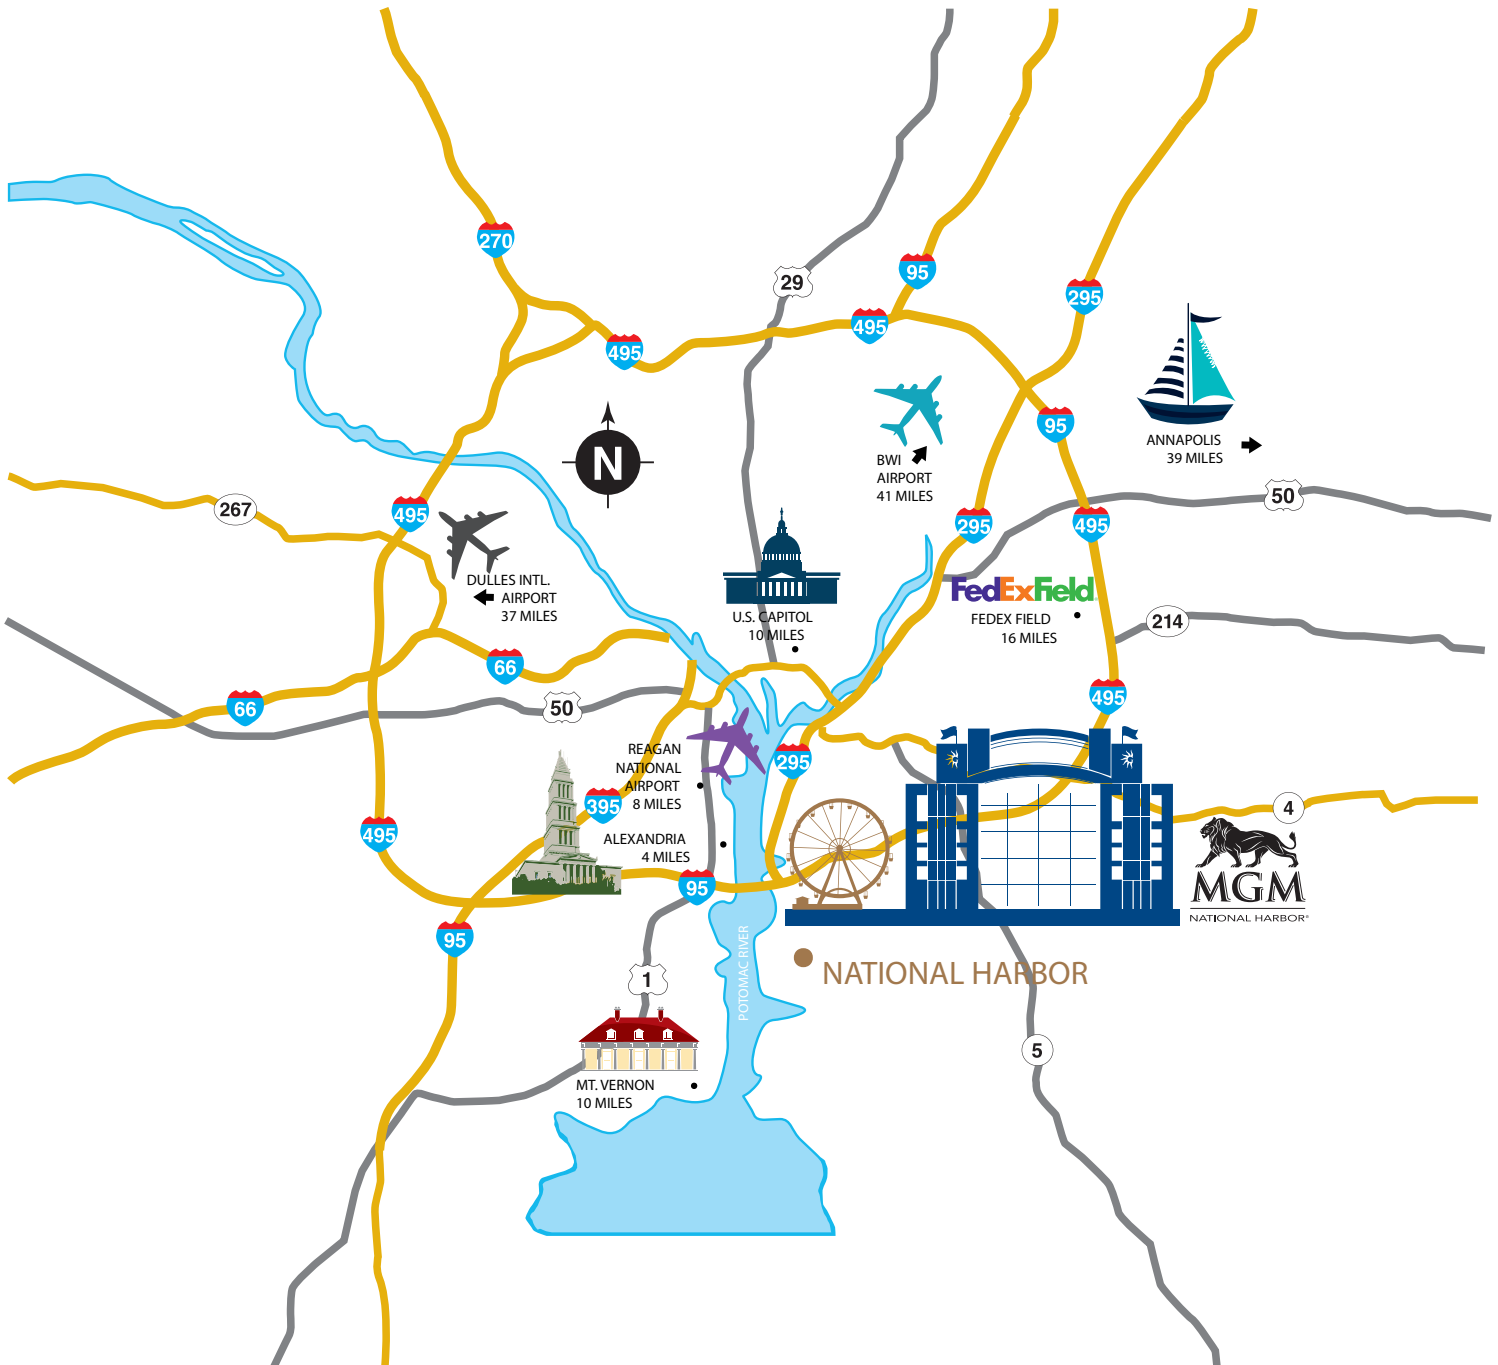 270
29
95
295
495
495
95
ANNAPOLIS
39 MILES
N
BWI
AIRPORT
41 MILES
50
267
495
295
495
DULLES INTL.
AIRPORT
37 MILES
FedExField
U.S. CAPITOL
10 MILES
FEDEX FIELD
16 MILES
214
66
66
50
495
REAGAN
NATIONAL
AIRPORT
8 MILES
295
395
4
495
ALEXANDRIA
4 MILES
95
MGM
NATIONAL HARBOR®
95
POTOMAC RIVER
NATIONAL HARBOR
1
5
MT. VERNON
10 MILES